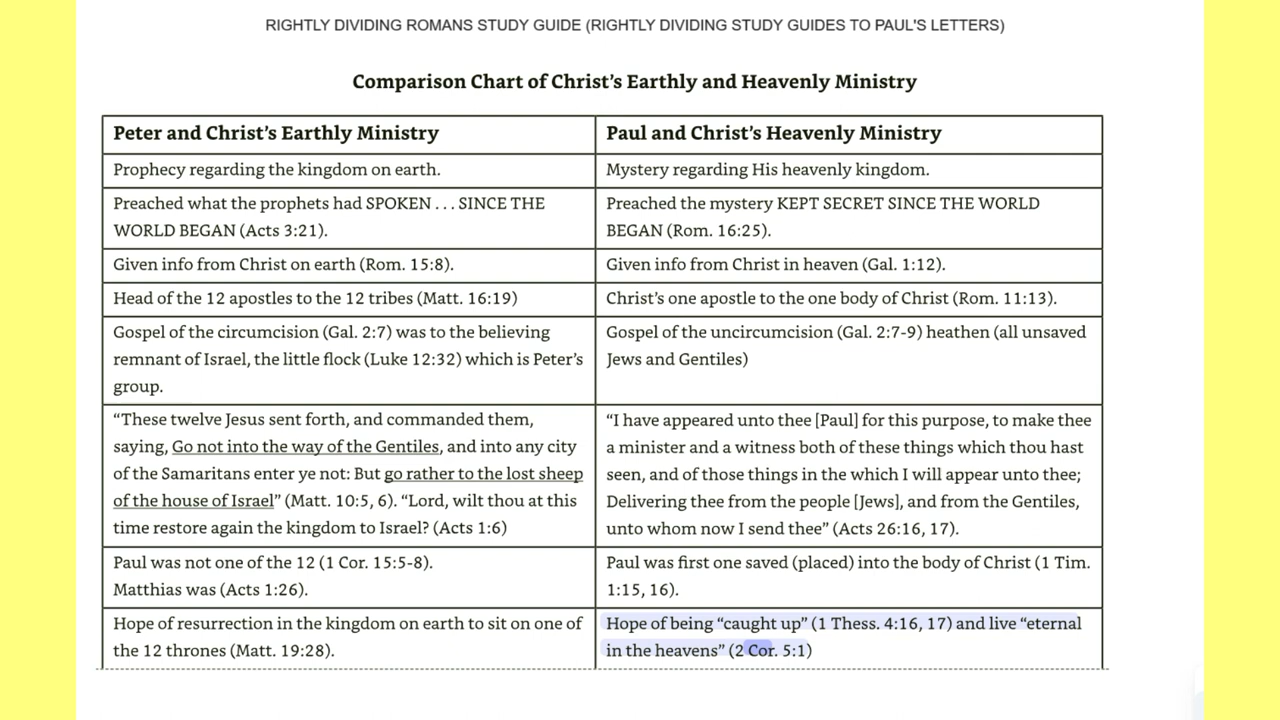 RIGHTLY DIVIDING ROMANS STUDY GUIDE (RIGHTLY DIVIDING STUDY GUIDES TO PAUL'S LETTERS)
Comparison Chart of Christ’s Earthly and Heavenly Ministry
Peter and Christ’s Earthly Ministry
Paul and Christ’s Heavenly Ministry
Prophecy regarding the kingdom on earth.
Mystery regarding His heavenly kingdom.
Preached what the prophets had SPOKEN . . . SINCE THE
WORLD BEGAN (Acts 3:21).
Preached the mystery KEPT SECRET SINCE THE WORLD
BEGAN (Rom. 16:25).
Given info from Christ on earth (Rom. 15:8).
Given info from Christ in heaven (Gal. 1:12).
Head of the 12 apostles to the 12 tribes (Matt. 16:19)
Christ’s one apostle to the one body of Christ (Rom. 11:13).
Gospel of the circumcision (Gal. 2:7) was to the believing
remnant of Israel, the little flock (Luke 12:32) which is Peter’s
group.
Gospel of the uncircumcision (Gal. 2:7-9) heathen (all unsaved
Jews and Gentiles)
“These twelve Jesus sent forth, and commanded them,
saying, Go not into the way of the Gentiles, and into any city
of the Samaritans enter ye not: But go rather to the lost sheep
of the house of Israel” (Matt. 10:5, 6). “Lord, wilt thou at this
time restore again the kingdom to Israel? (Acts 1:6)
“I have appeared unto thee [Paul] for this purpose, to make thee
a minister and a witness both of these things which thou hast
seen, and of those things in the which I will appear unto thee;
Delivering thee from the people [Jews], and from the Gentiles,
unto whom now I send thee” (Acts 26:16, 17).
Paul was not one of the 12 (1 Cor. 15:5-8).
Matthias was (Acts 1:26).
Paul was first one saved (placed) into the body of Christ (1 Tim.
1:15, 16).
Hope of resurrection in the kingdom on earth to sit on one of
the 12 thrones (Matt. 19:28).
Hope of being “caught up” (1 Thess. 4:16, 17) and live “eternal
in the heavens” (2 Cor. 5:1)